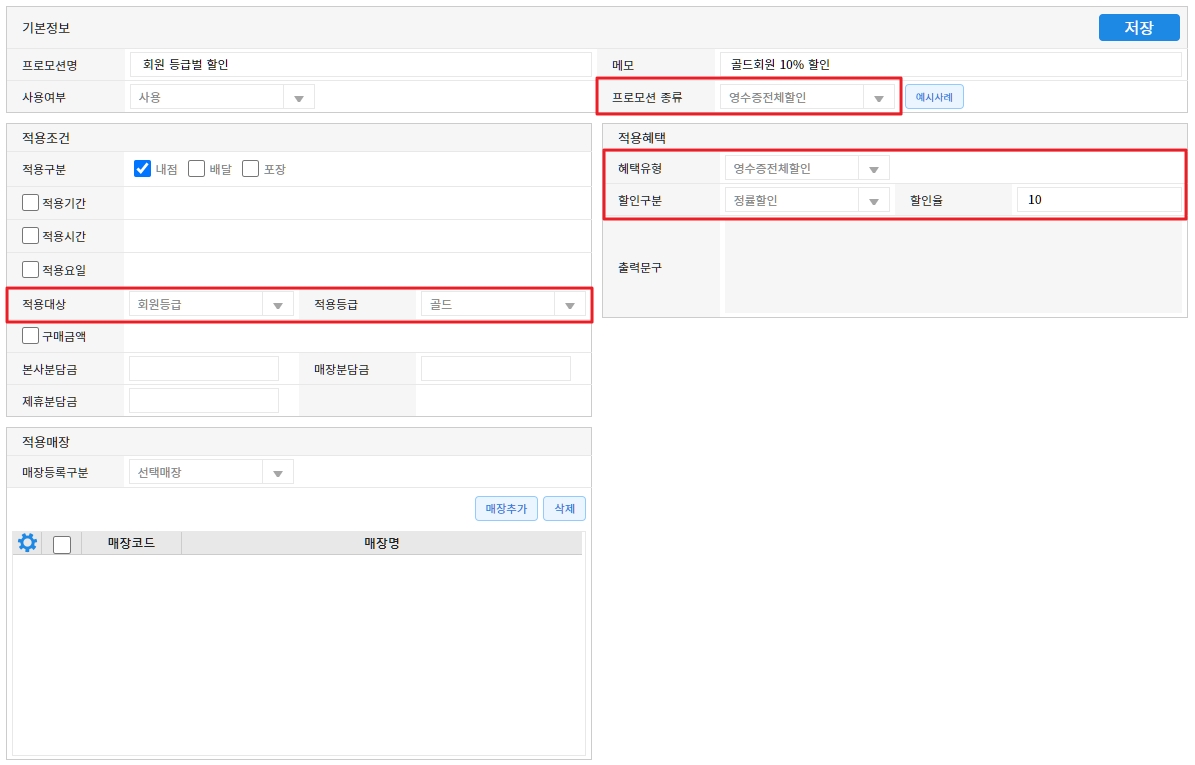 기본정보
저장
프로모션명 회원 등급별 할인 메모 골드회원 10% 할인
사용여부 사용 프로모션 종류 영수증전체할인 예시사례
적용조건
적용구분 내점 배달 포장
적용기간
적용시간
적용요일
적용대상 회원등급 적용등급 골드
구매금액
본사분담금 매장분담금
제휴분담금
적용혜택
혜택유형 영수증전체할인
할인구분 정률할인 할인율 10
출력문구
적용매장
매장등록구분 선택매장
매장추가 삭제
매장코드 매장명